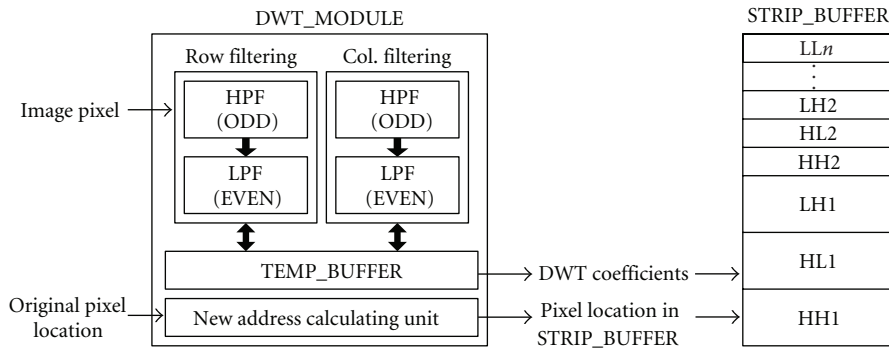 DWT_MODULE
STRIP_BUFFER
Row filtering
Col. filtering
Image pixel
HPF
(ODD)
LPF
(EVEN)
HPF
(ODD)
LPF
(EVEN)
TEMP_BUFFER
DWT coefficients
Original pixel
location
New address calculating unit
Pixel location in
STRIP_BUFFER
LLn
⋮
LH2
HL2
HH2
LH1
HL1
HH1